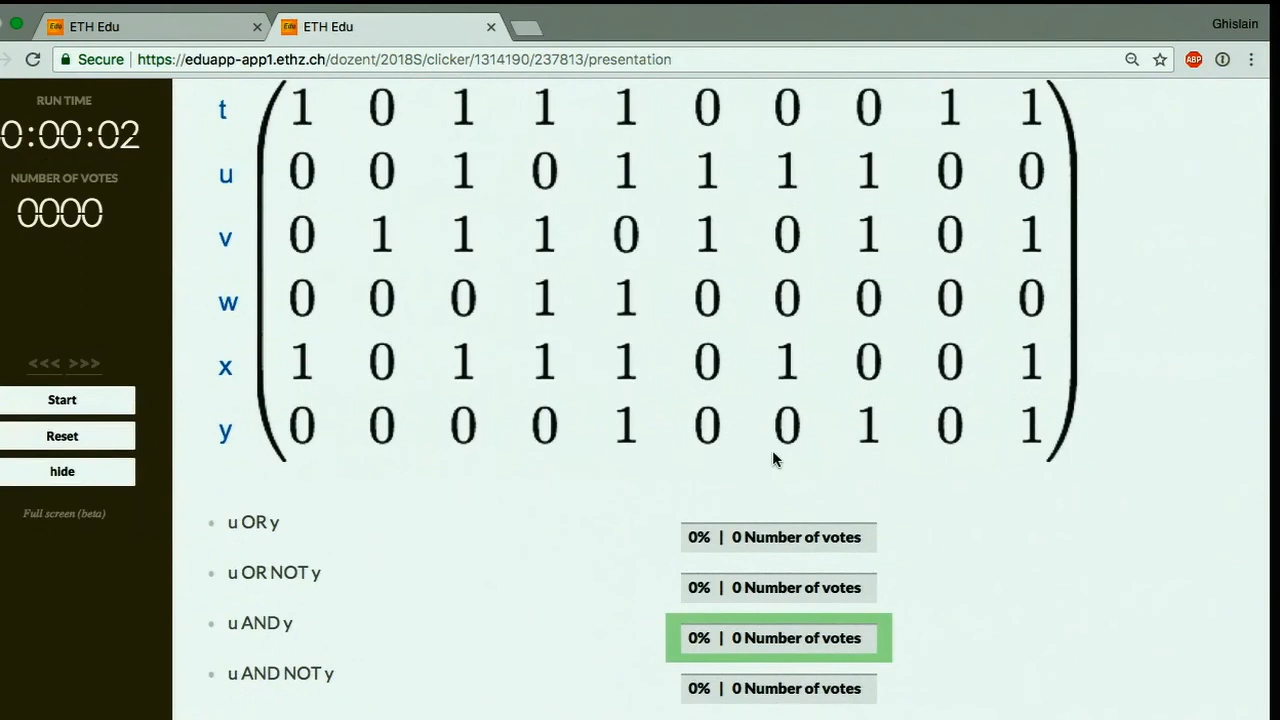 ETH Edu
ETH Edu
Ghislain
Secure https://eduapp-app1.ethz.ch/dozent/2018S/clicker/1314190/237813/presentation
ABP
RUN TIME
0:00:02
NUMBER OF VOTES
0000
<<< >>>
Start
Reset
hide
Full screen (beta)
t 1 0 1 1 1 0 0 0 1 1
u 0 0 1 0 1 1 1 1 0 0
v 0 1 1 1 0 1 0 1 0 1
w 0 0 0 1 1 0 0 0 0 0
x 1 0 1 1 1 0 1 0 0 1
y 0 0 0 0 1 0 0 1 0 1
u OR y 0% | 0 Number of votes
u OR NOT y 0% | 0 Number of votes
u AND y 0% | 0 Number of votes
u AND NOT y 0% | 0 Number of votes